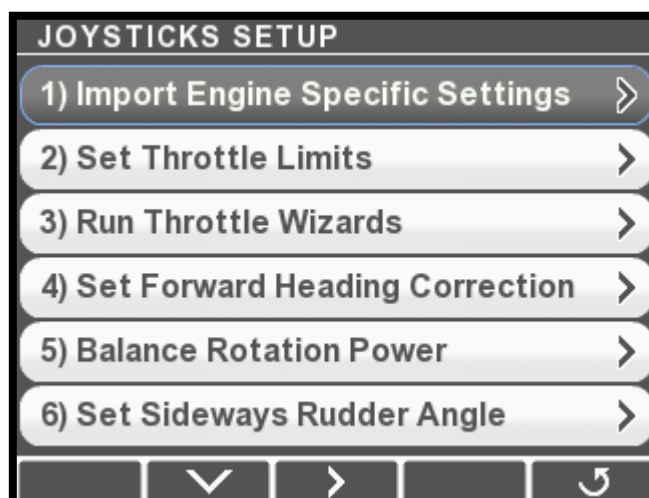 JOYSTICKS SETUP
1) Import Engine Specific Settings
2) Set Throttle Limits
3) Run Throttle Wizards
4) Set Forward Heading Correction
5) Balance Rotation Power
6) Set Sideways Rudder Angle